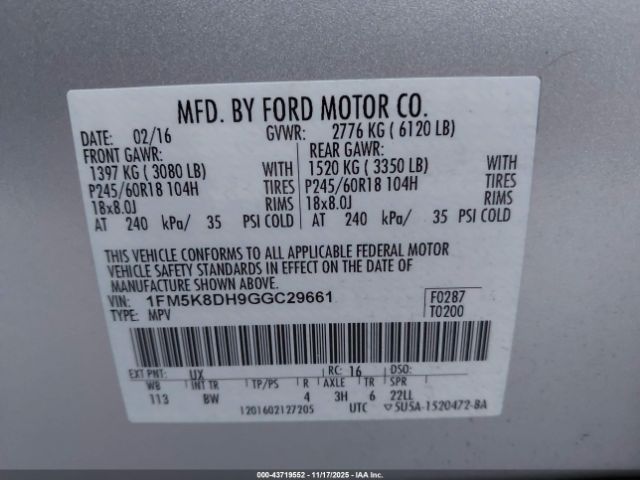 MFD. BY FORD MOTOR CO.
DATE: 02/16 GVWR: 2776 KG ( 6120 LB)
FRONT GAWR: REAR GAWR:
1397 KG ( 3080 LB) WITH 1520 KG ( 3350 LB) WITH
P245/60R18 104H TIRES P245/60R18 104H TIRES
18x8.0J RIMS 18x8.0J RIMS
AT 240 kPa/ 35 PSI COLD AT 240 kPa/ 35 PSI COLD
THIS VEHICLE CONFORMS TO ALL APPLICABLE FEDERAL MOTOR
VEHICLE SAFETY STANDARDS IN EFFECT ON THE DATE OF
MANUFACTURE SHOWN ABOVE.
VIN: 1FM5K8DH9GGC29661 F0287
TYPE: MPV T0200
EXT PNT: UX RC: 16 DSO:
WB INT TR TP/PS R AXLE TR SPR
113 BW 4 3H 6 22LL
1201602127205 UTC ▽5U5A-1520472-BA
000-43719552 - 11/17/2025 - IAA Inc.